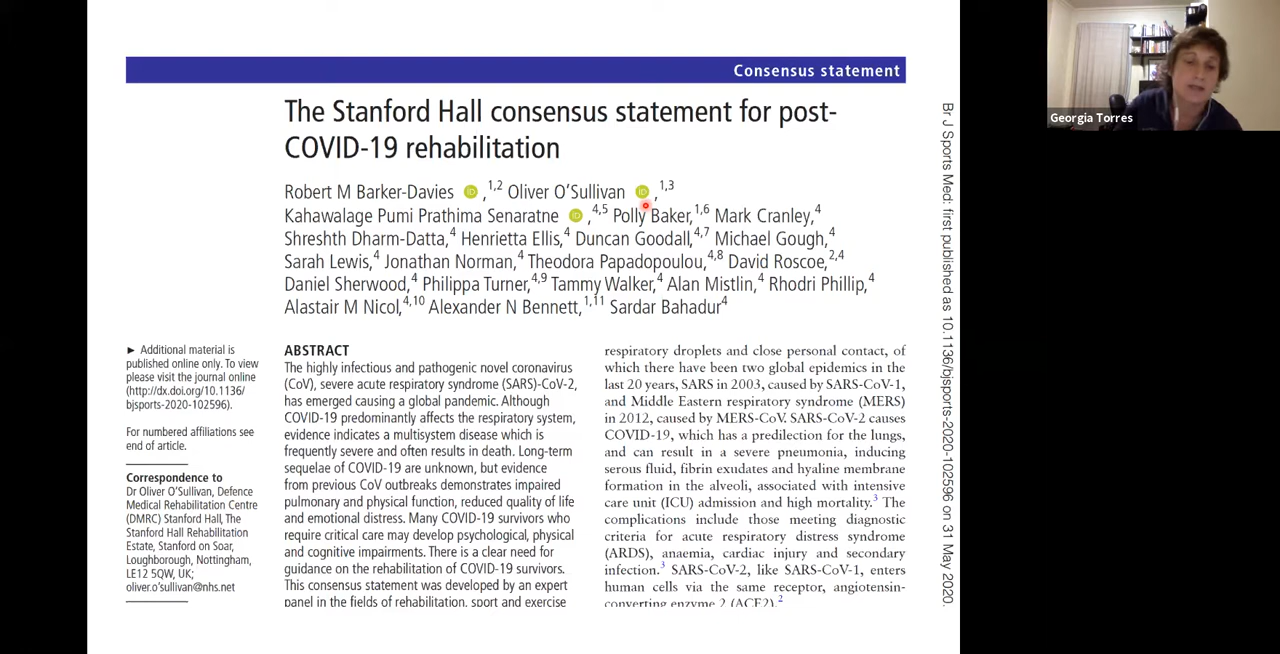 Consensus statement
The Stanford Hall consensus statement for post-
COVID-19 rehabilitation
Robert M Barker-Davies iD ,1,2 Oliver O’Sullivan iD ,1,3
Kahawalage Pumi Prathima Senaratne iD ,4,5 Polly Baker,1,6 Mark Cranley,4
Shreshth Dharm-Datta,4 Henrietta Ellis,4 Duncan Goodall,4,7 Michael Gough,4
Sarah Lewis,4 Jonathan Norman,4 Theodora Papadopoulou,4,8 David Roscoe,2,4
Daniel Sherwood,4 Philippa Turner,4,9 Tammy Walker,4 Alan Mistlin,4 Rhodri Phillip,4
Alastair M Nicol,4,10 Alexander N Bennett,1,11 Sardar Bahadur4
► Additional material is
published online only. To view
please visit the journal online
(http://dx.doi.org/10.1136/
bjsports-2020-102596).
For numbered affiliations see
end of article.
Correspondence to
Dr Oliver O’Sullivan, Defence
Medical Rehabilitation Centre
(DMRC) Stanford Hall, The
Stanford Hall Rehabilitation
Estate, Stanford on Soar,
Loughborough, Nottingham,
LE12 5QW, UK;
oliver.o’sullivan@nhs.net
ABSTRACT
The highly infectious and pathogenic novel coronavirus
(CoV), severe acute respiratory syndrome (SARS)-CoV-2,
has emerged causing a global pandemic. Although
COVID-19 predominantly affects the respiratory system,
evidence indicates a multisystem disease which is
frequently severe and often results in death. Long-term
sequelae of COVID-19 are unknown, but evidence
from previous CoV outbreaks demonstrates impaired
pulmonary and physical function, reduced quality of life
and emotional distress. Many COVID-19 survivors who
require critical care may develop psychological, physical
and cognitive impairments. There is a clear need for
guidance on the rehabilitation of COVID-19 survivors.
This consensus statement was developed by an expert
panel in the fields of rehabilitation, sport and exercise
respiratory droplets and close personal contact, of
which there have been two global epidemics in the
last 20 years, SARS in 2003, caused by SARS-CoV-1,
and Middle Eastern respiratory syndrome (MERS)
in 2012, caused by MERS-CoV. SARS-CoV-2 causes
COVID-19, which has a predilection for the lungs,
and can result in a severe pneumonia, inducing
serous fluid, fibrin exudates and hyaline membrane
formation in the alveoli, associated with intensive
care unit (ICU) admission and high mortality.3 The
complications include those meeting diagnostic
criteria for acute respiratory distress syndrome
(ARDS), anaemia, cardiac injury and secondary
infection.3 SARS-CoV-2, like SARS-CoV-1, enters
human cells via the same receptor, angiotensin-
converting enzyme 2 (ACE2).2
Br J Sports Med: first published as 10.1136/bjsports-2020-102596 on 31 May 2020.
Georgia Torres